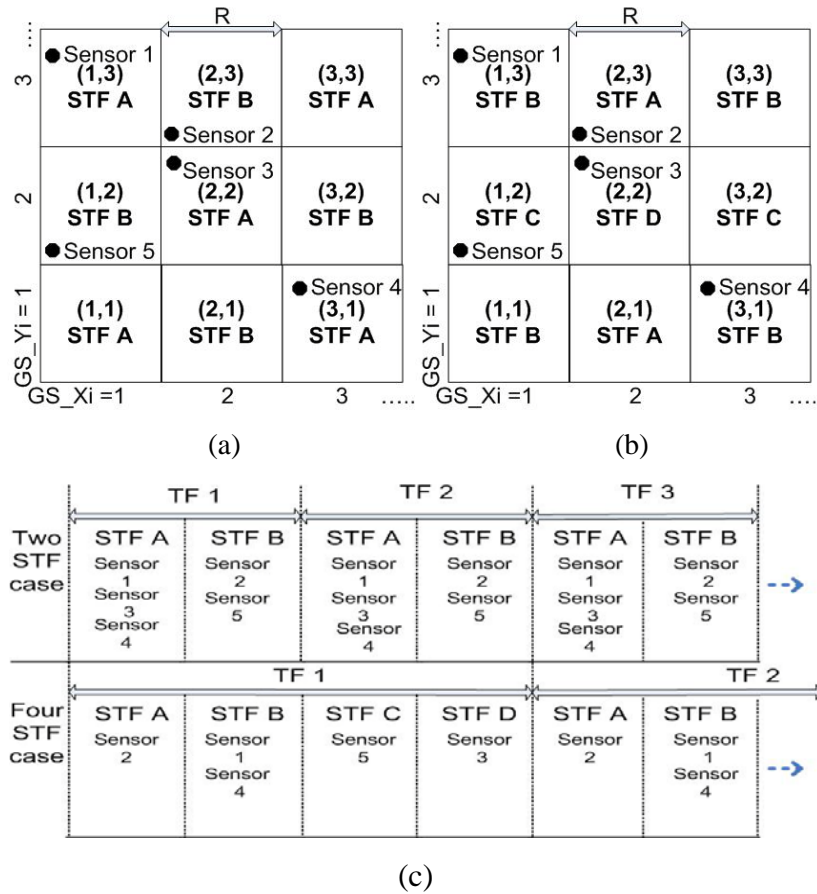 R
R
....
3
Sensor 1
(1,3)
STF A
(2,3)
STF B
Sensor 2
(3,3)
STF A
2
(1,2)
STF B
Sensor 5
Sensor 3
(2,2)
STF A
(3,2)
STF B
GS_Yi = 1
(1,1)
STF A
(2,1)
STF B
Sensor 4
(3,1)
STF A
GS_Xi =1
2
3
.....
(a)
....
3
Sensor 1
(1,3)
STF B
(2,3)
STF A
Sensor 2
(3,3)
STF B
2
(1,2)
STF C
Sensor 5
Sensor 3
(2,2)
STF D
(3,2)
STF C
GS_Yi = 1
(1,1)
STF B
(2,1)
STF A
Sensor 4
(3,1)
STF B
GS_Xi =1
2
3
.....
(b)
TF 1
TF 2
TF 3
Two
STF
case
STF A
Sensor
1
Sensor
3
Sensor
4
STF B
Sensor
2
Sensor
5
STF A
Sensor
1
Sensor
3
Sensor
4
STF B
Sensor
2
Sensor
5
STF A
Sensor
1
Sensor
3
Sensor
4
STF B
Sensor
2
Sensor
5
TF 1
TF 2
Four
STF
case
STF A
Sensor
2
STF B
Sensor
1
Sensor
4
STF C
Sensor
5
STF D
Sensor
3
STF A
Sensor
2
STF B
Sensor
1
Sensor
4
(c)